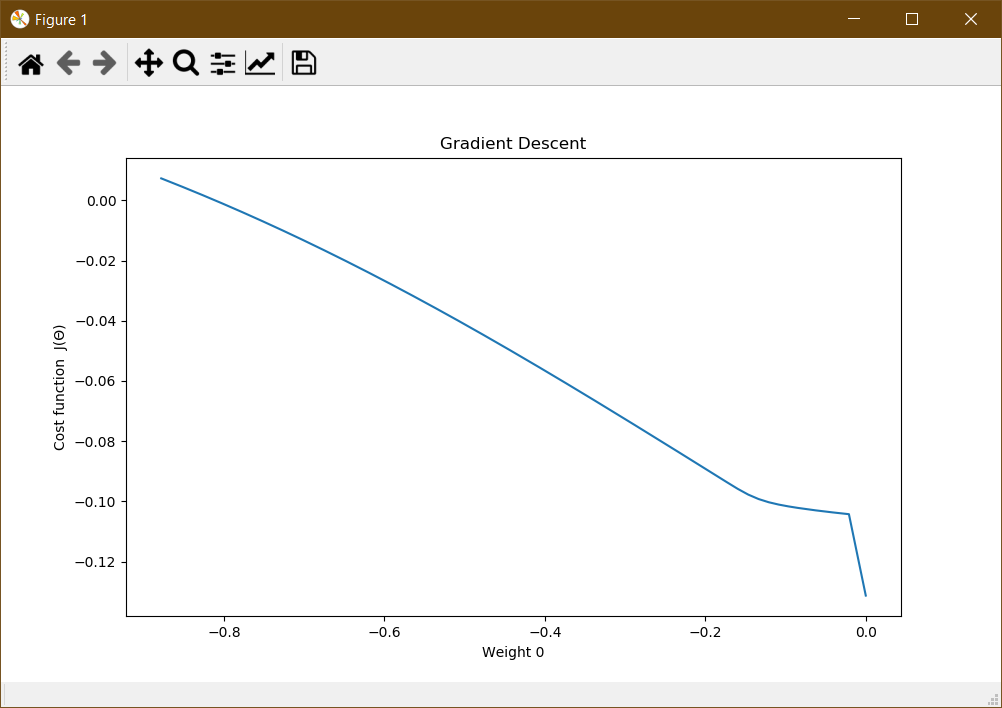 Figure 1
Gradient Descent
0.00
−0.02
−0.04
−0.06
−0.08
−0.10
−0.12
Cost function  J(Θ)
−0.8 −0.6 −0.4 −0.2 0.0
Weight 0